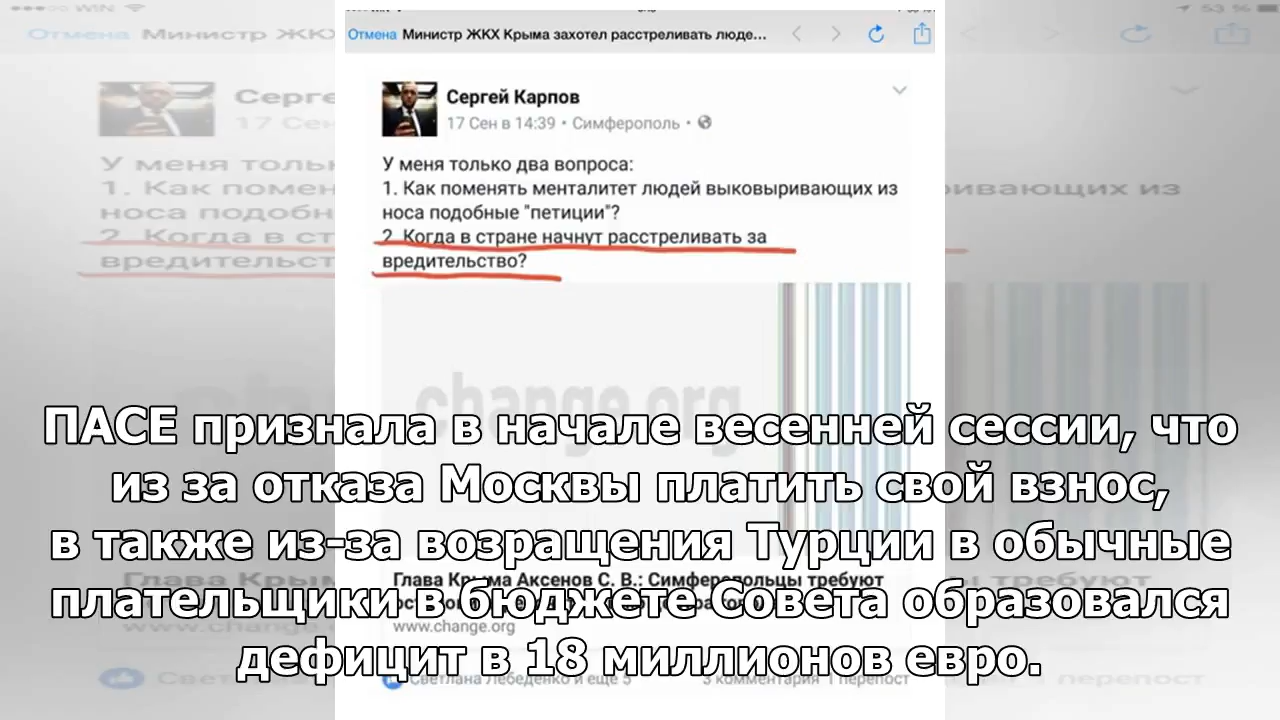 WIN
53 %
Отмена Министр ЖКХ Крыма захотел расстреливать люде...
Сергей Карпов
17 Сен в 14:39 • Симферополь •
У меня только два вопроса:
1. Как поменять менталитет людей выковыривающих из
носа подобные "петиции"?
2. Когда в стране начнут расстреливать за
вредительство?
change.org
ПАСЕ признала в начале весенней сессии, что
из за отказа Москвы платить свой взнос,
в также из-за возращения Турции в обычные
плательщики в бюджете Совета образовался
дефицит в 18 миллионов евро.
Глава Крыма Аксенов С. В.: Симферопольцы требуют
www.change.org
Светлана Лебеденко и еще 5
3 комментария 1 перепост